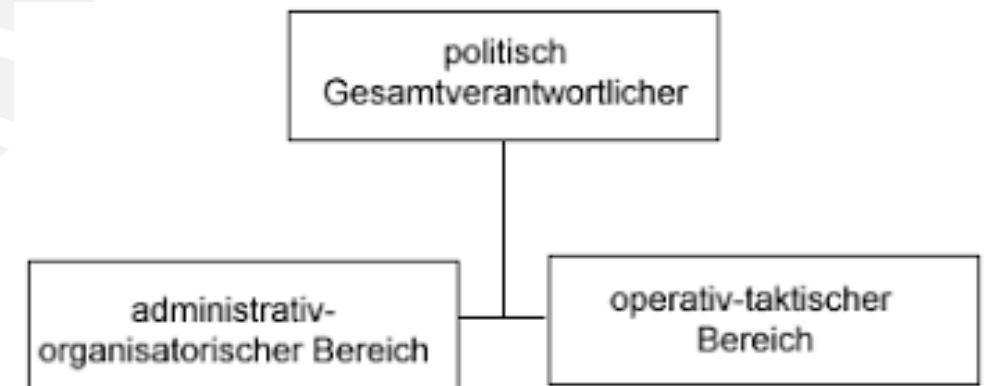 politisch
Gesamtverantwortlicher
administrativ-
organisatorischer Bereich
operativ-taktischer
Bereich